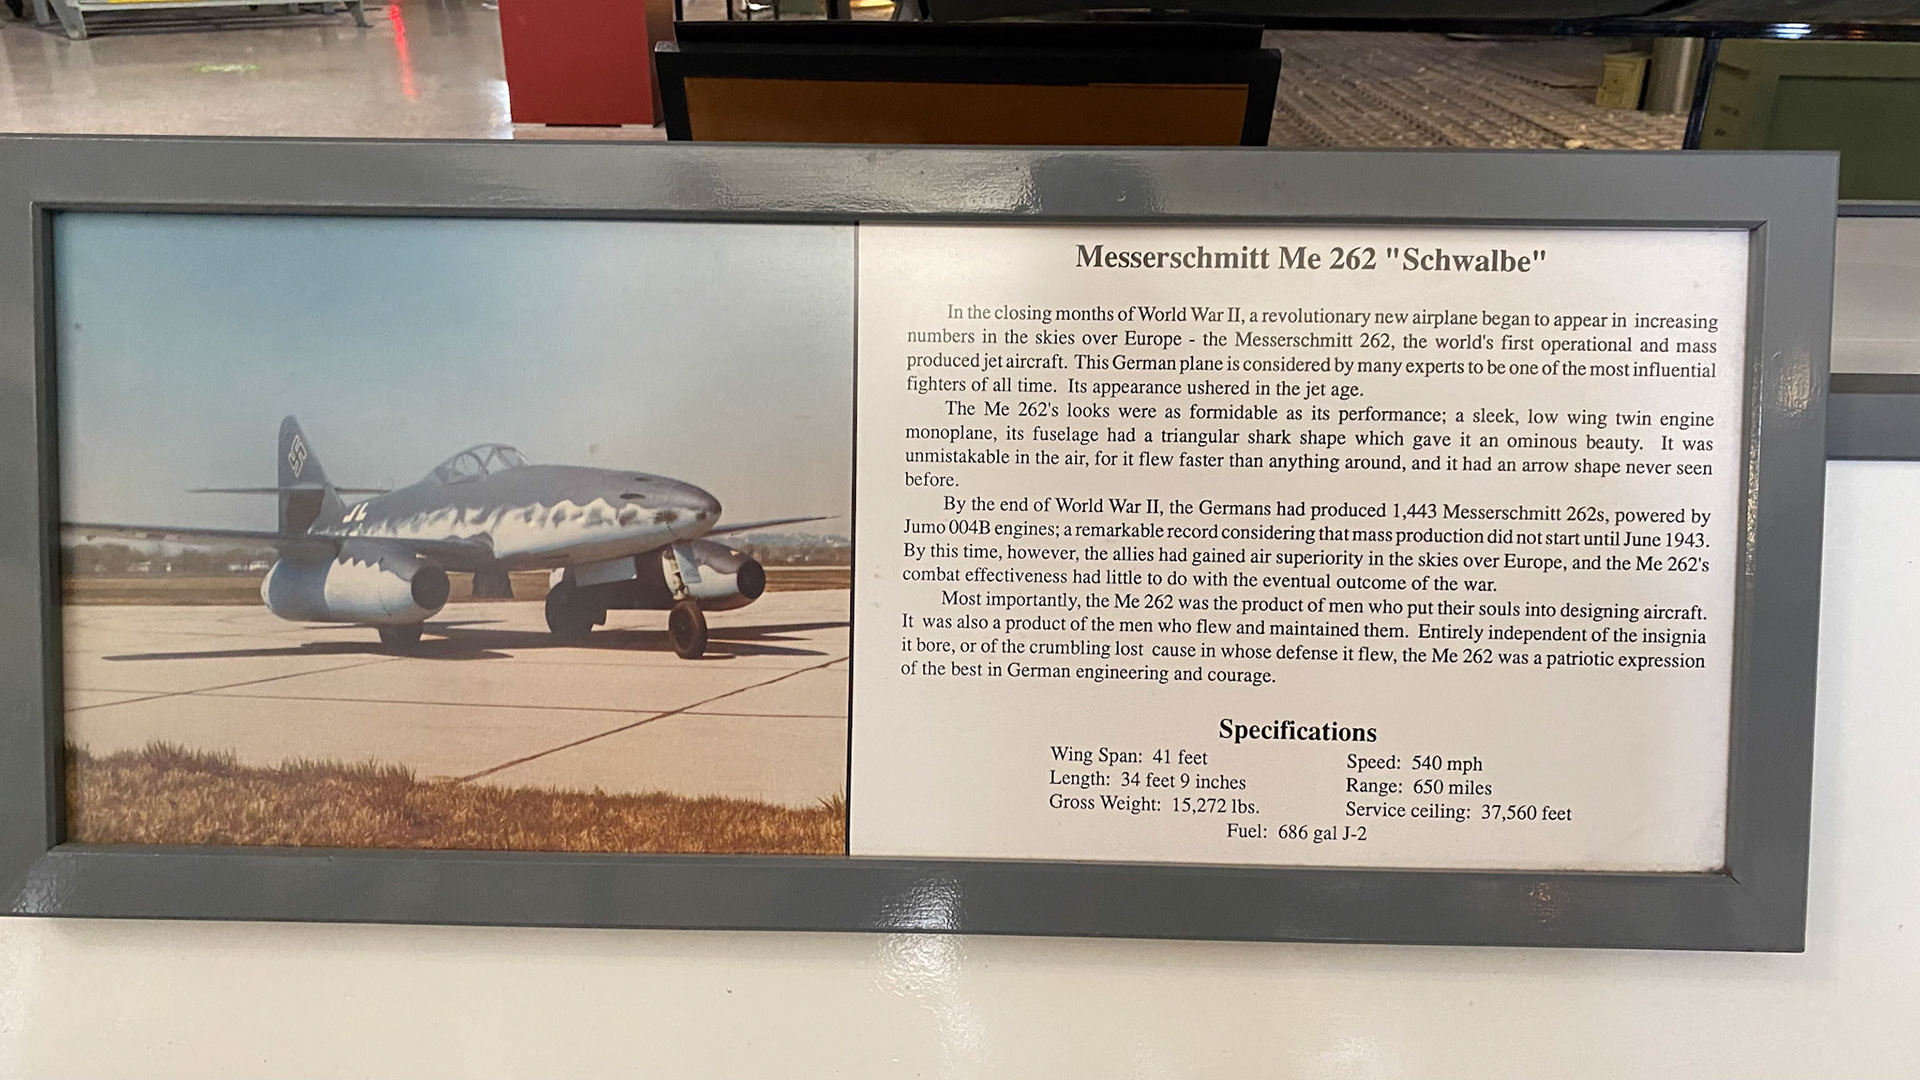 Messerschmitt Me 262 "Schwalbe"
In the closing months of World War II, a revolutionary new airplane began to appear in increasing
numbers in the skies over Europe - the Messerschmitt 262, the world's first operational and mass
produced jet aircraft. This German plane is considered by many experts to be one of the most influential
fighters of all time. Its appearance ushered in the jet age.
The Me 262's looks were as formidable as its performance; a sleek, low wing twin engine
monoplane, its fuselage had a triangular shark shape which gave it an ominous beauty. It was
unmistakable in the air, for it flew faster than anything around, and it had an arrow shape never seen
before.
By the end of World War II, the Germans had produced 1,443 Messerschmitt 262s, powered by
Jumo 004B engines; a remarkable record considering that mass production did not start until June 1943.
By this time, however, the allies had gained air superiority in the skies over Europe, and the Me 262's
combat effectiveness had little to do with the eventual outcome of the war.
Most importantly, the Me 262 was the product of men who put their souls into designing aircraft.
It was also a product of the men who flew and maintained them. Entirely independent of the insignia
it bore, or of the crumbling lost cause in whose defense it flew, the Me 262 was a patriotic expression
of the best in German engineering and courage.
Specifications
Wing Span: 41 feet
Length: 34 feet 9 inches
Gross Weight: 15,272 lbs.
Speed: 540 mph
Range: 650 miles
Service ceiling: 37,560 feet
Fuel: 686 gal J-2